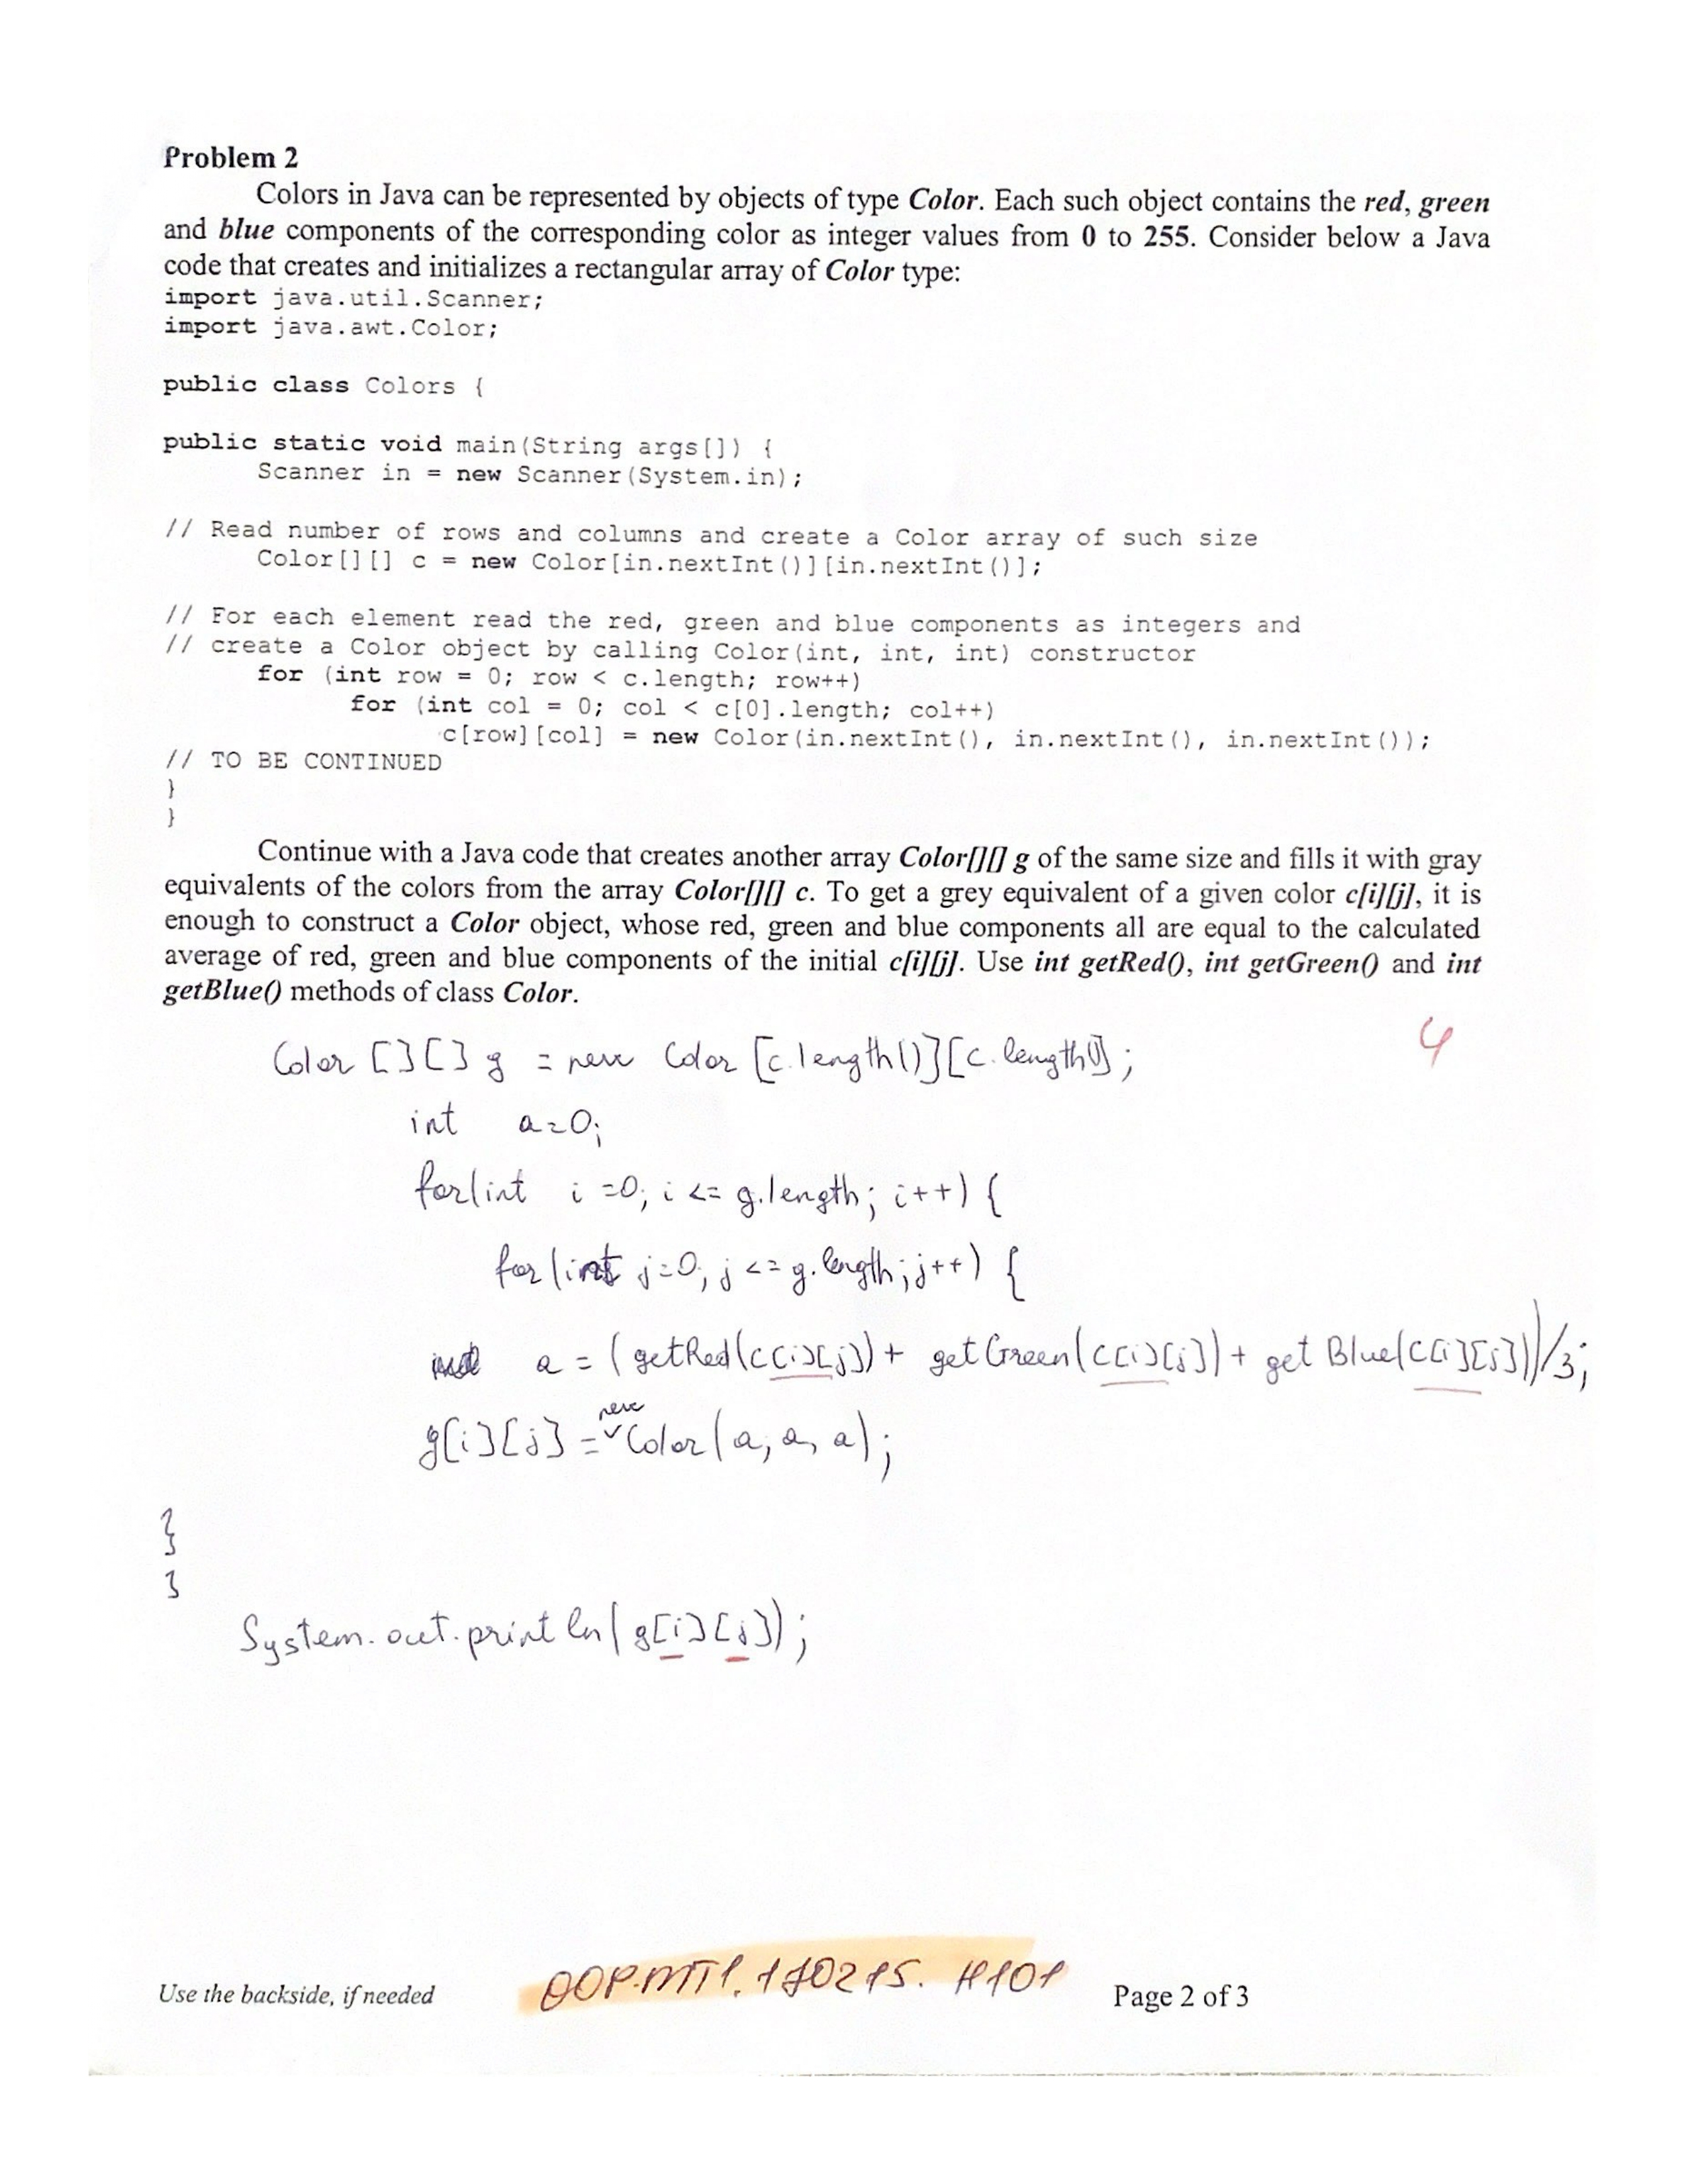 Problem 2
Colors in Java can be represented by objects of type Color. Each such object contains the red, green
and blue components of the corresponding color as integer values from 0 to 255. Consider below a Java
code that creates and initializes a rectangular array of Color type:
import java.util.Scanner;
import java.awt.Color;
public class Colors {
public static void main(String args[]) {
Scanner in = new Scanner(System.in);
// Read number of rows and columns and create a Color array of such size
Color[][] c = new Color[in.nextInt()][in.nextInt()];
// For each element read the red, green and blue components as integers and
// create a Color object by calling Color(int, int, int) constructor
for (int row = 0; row < c.length; row++)
for (int col = 0; col < c[0].length; col++)
c[row][col] = new Color(in.nextInt(), in.nextInt(), in.nextInt());
// TO BE CONTINUED
}
}
Continue with a Java code that creates another array Color[][] g of the same size and fills it with gray
equivalents of the colors from the array Color[][] c. To get a grey equivalent of a given color c[i][j], it is
enough to construct a Color object, whose red, green and blue components all are equal to the calculated
average of red, green and blue components of the initial c[i][j]. Use int getRed(), int getGreen() and int
getBlue() methods of class Color.
4
Color [][] g = new Color [c.length()][c.length()];
int a=0;
for(int i=0; i <= g.length; i++) {
for(int j=0; j <= g.length; j++) {
a = (getRed(c[i][j]) + getGreen(c[i][j]) + getBlue(c[i][j]))/3;
new
g[i][j] = Color(a, a, a);
}
}
System.out.println(g[i][j]);
Use the backside, if needed OOP.MT1.170215.H101 Page 2 of 3